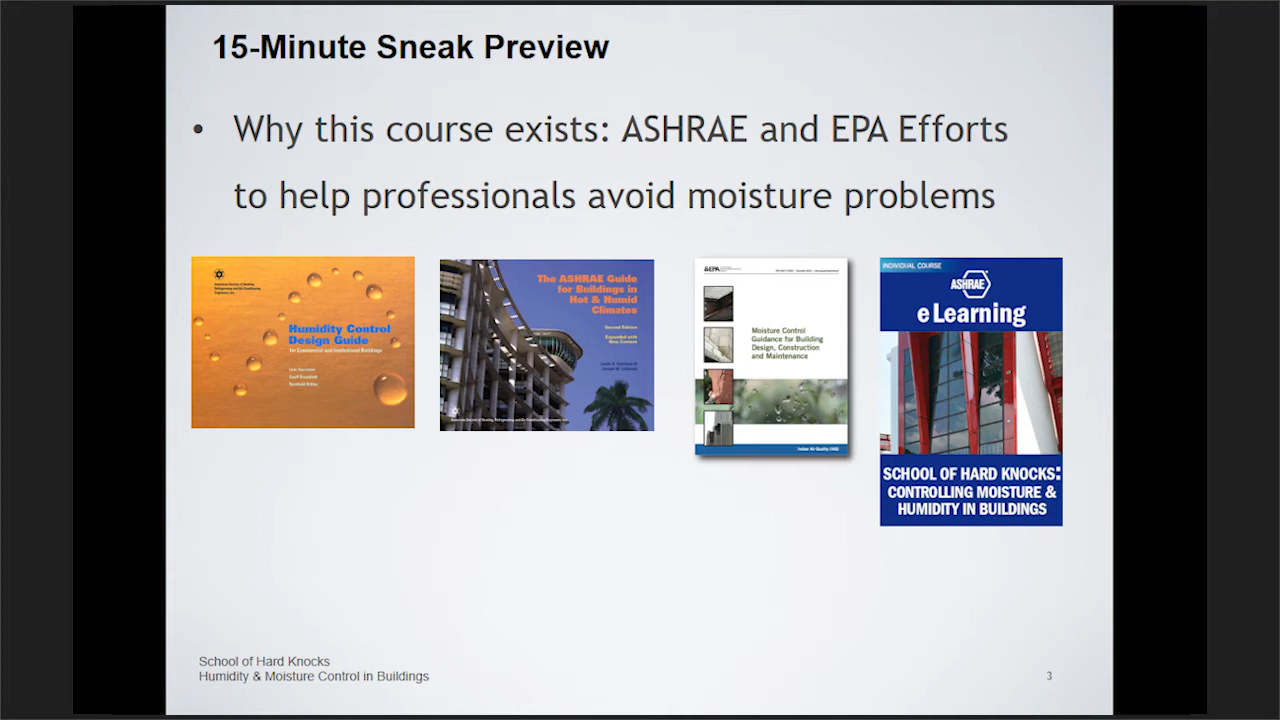 15-Minute Sneak Preview
• Why this course exists: ASHRAE and EPA Efforts
to help professionals avoid moisture problems
Humidity Control
Design Guide
for Commercial and Institutional Buildings
The ASHRAE Guide
for Buildings in
Hot & Humid
Climates
Second Edition
Expanded with
New Content
EPA
Moisture Control
Guidance for Building
Design, Construction
and Maintenance
Indoor Air Quality (IAQ)
INDIVIDUAL COURSE
ASHRAE
eLearning
SCHOOL OF HARD KNOCKS:
CONTROLLING MOISTURE &
HUMIDITY IN BUILDINGS
School of Hard Knocks
Humidity & Moisture Control in Buildings
3